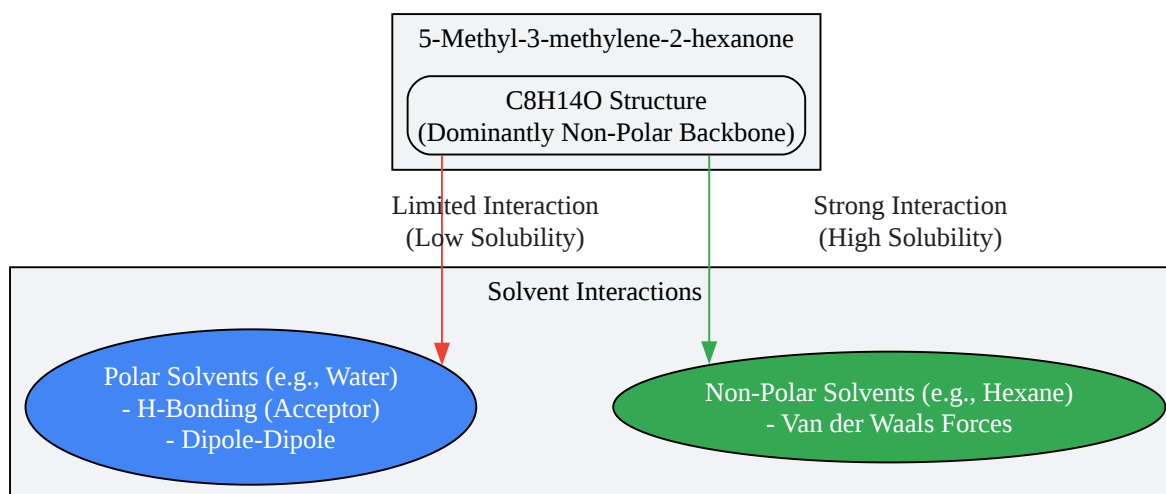 5-Methyl-3-methylene-2-hexanone
C8H14O Structure
(Dominantly Non-Polar Backbone)
Limited Interaction
(Low Solubility)
Strong Interaction
(High Solubility)
Solvent Interactions
Polar Solvents (e.g., Water)
- H-Bonding (Acceptor)
- Dipole-Dipole
Non-Polar Solvents (e.g., Hexane)
- Van der Waals Forces